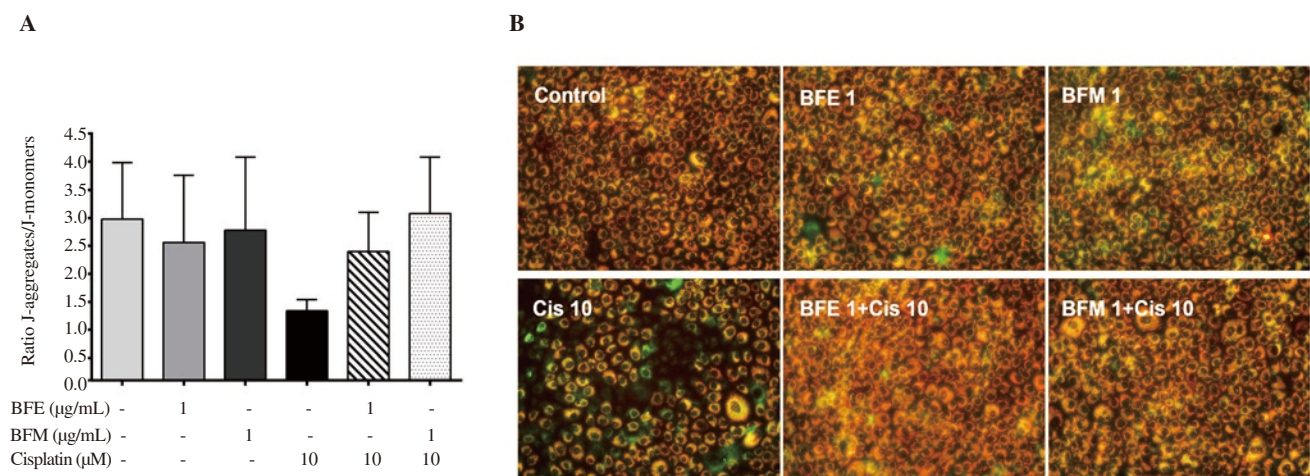 A
B
4.5
4.0
3.5
3.0
2.5
2.0
1.5
1.0
0.5
0.0
Ratio J-aggregates/J-monomers
BFE (µg/mL) - 1 - - 1 -
BFM (µg/mL) - - 1 - - 1
Cisplatin (µM) - - - 10 10 10
Control
BFE 1
BFM 1
Cis 10
BFE 1+Cis 10
BFM 1+Cis 10